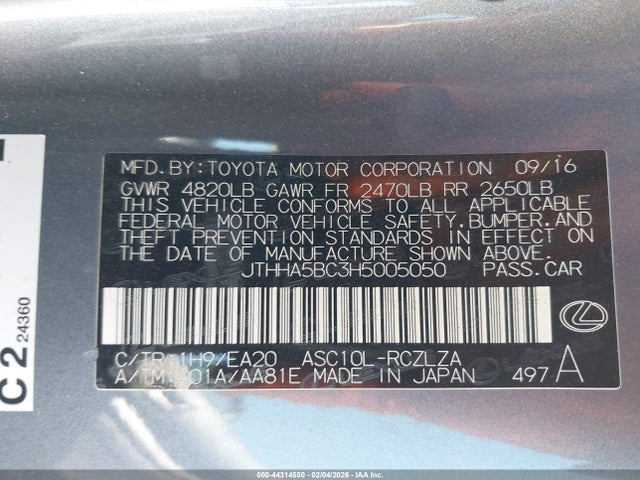 MFD. BY: TOYOTA MOTOR CORPORATION 09/16
GVWR 4820LB GAWR FR 2470LB RR 2650LB
THIS VEHICLE CONFORMS TO ALL APPLICABLE
FEDERAL MOTOR VEHICLE SAFETY, BUMPER, AND
THEFT PREVENTION STANDARDS IN EFFECT ON
THE DATE OF MANUFACTURE SHOWN ABOVE.
JTHHA5BC3H5005050 PASS. CAR
C/TR: 1H9/EA20 ASC10L-RCZLZA
A/TM: -01A/AA81E MADE IN JAPAN 497 A
C2 24360
000-44314550 - 02/04/2026 - IAAI.COM